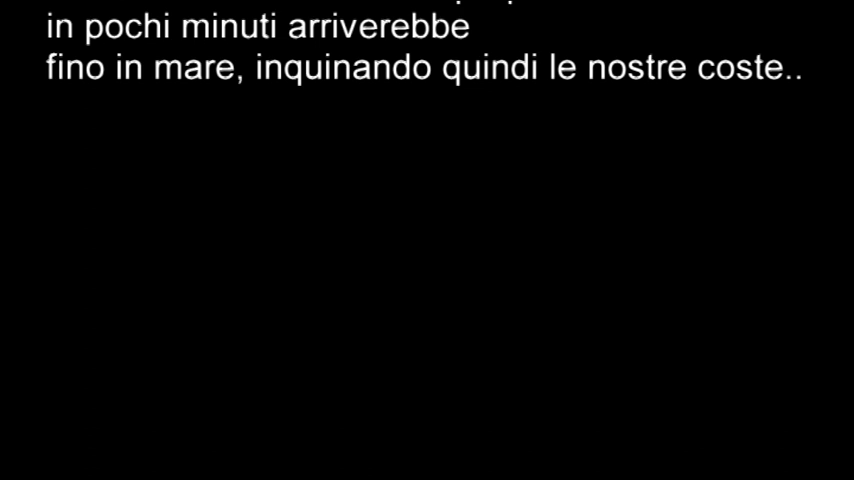 in pochi minuti arriverebbe
fino in mare, inquinando quindi le nostre coste..